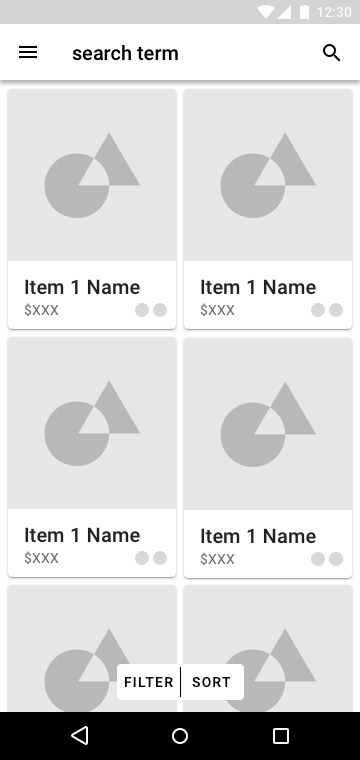 12:30
search term
Item 1 Name
$XXX
Item 1 Name
$XXX
Item 1 Name
$XXX
Item 1 Name
$XXX
FILTER
SORT